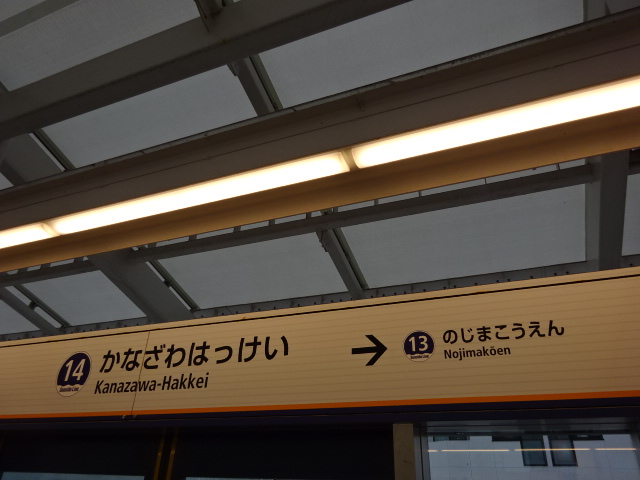 14
かなざわはっけい
Kanazawa-Hakkei
→
13
のじまこうえん
Nojimakōen